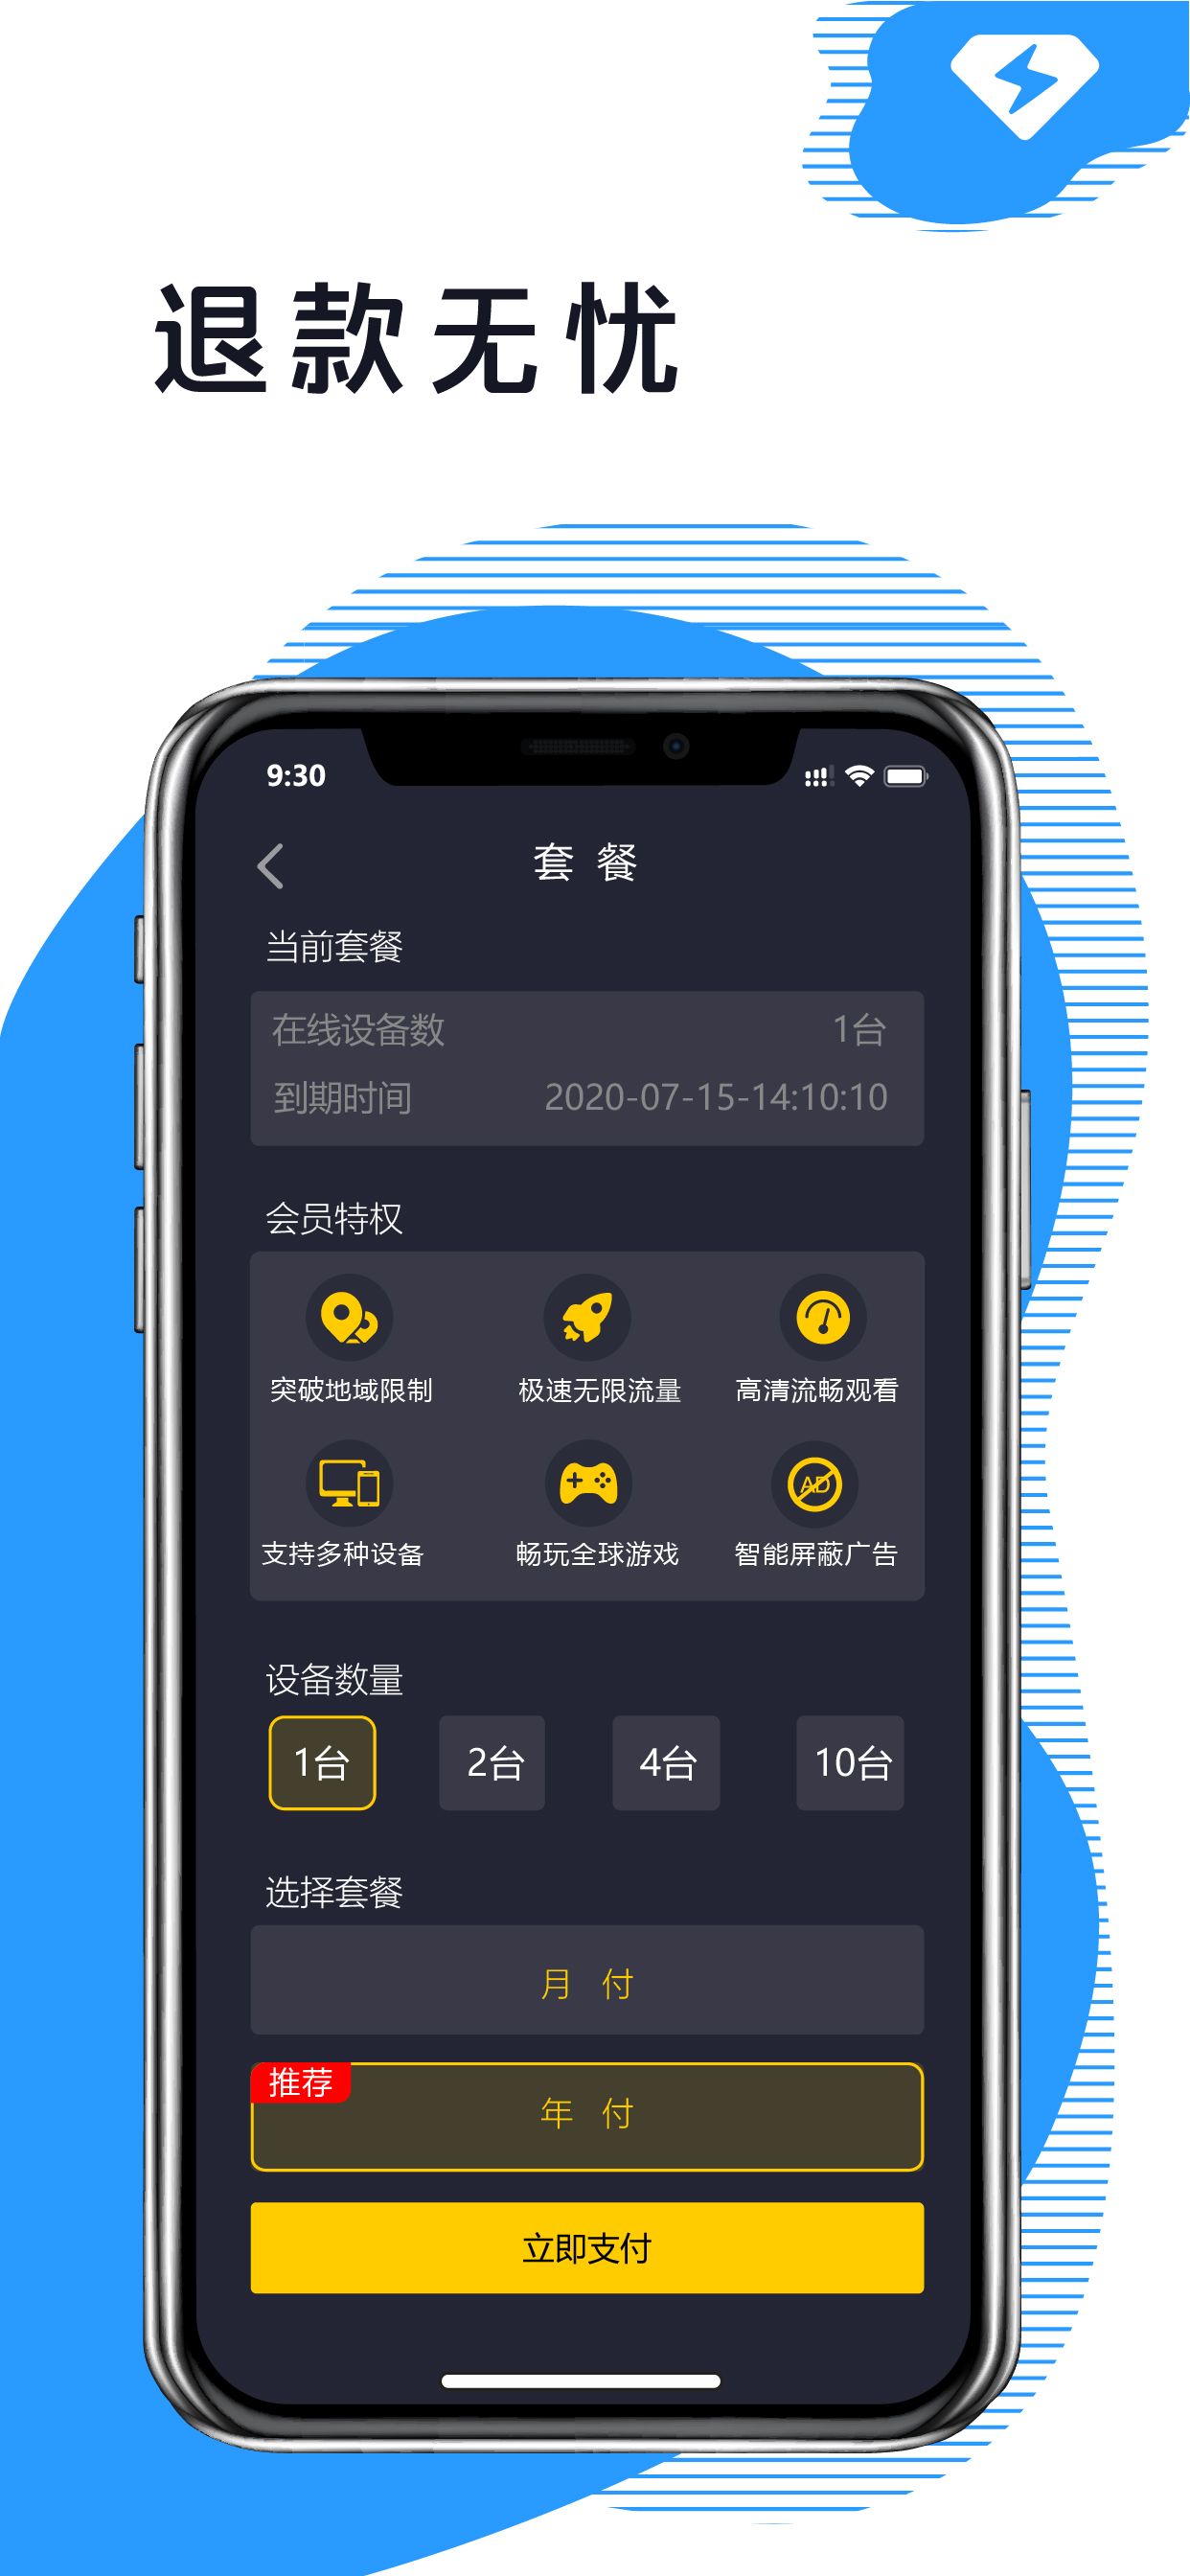 退款无忧
9:30
套 餐
当前套餐
在线设备数 1台
到期时间 2020-07-15-14:10:10
会员特权
突破地域限制 极速无限流量 高清流畅观看
AD
支持多种设备 畅玩全球游戏 智能屏蔽广告
设备数量
1台 2台 4台 10台
选择套餐
月 付
推荐
年 付
立即支付